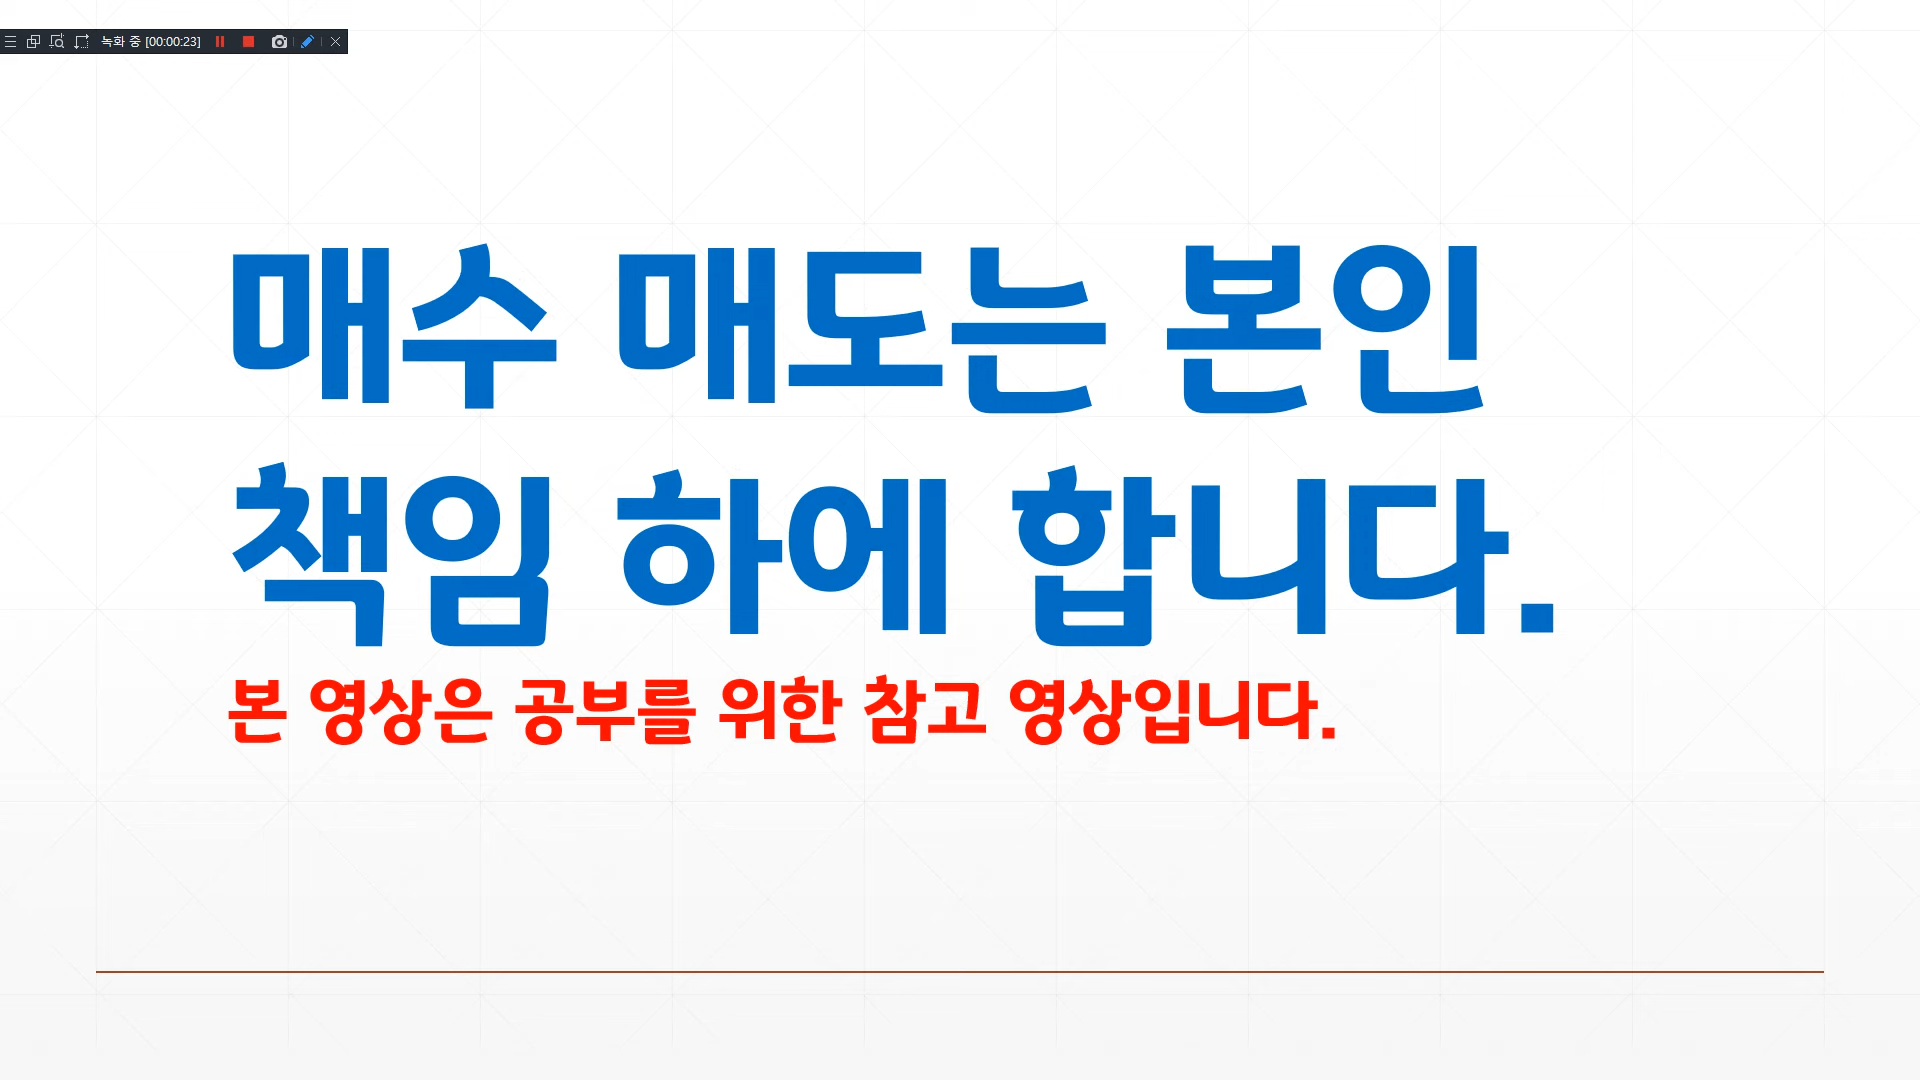 녹화 중 [00:00:23]
매수 매도는 본인
책임 하에 합니다.
본 영상은 공부를 위한 참고 영상입니다.